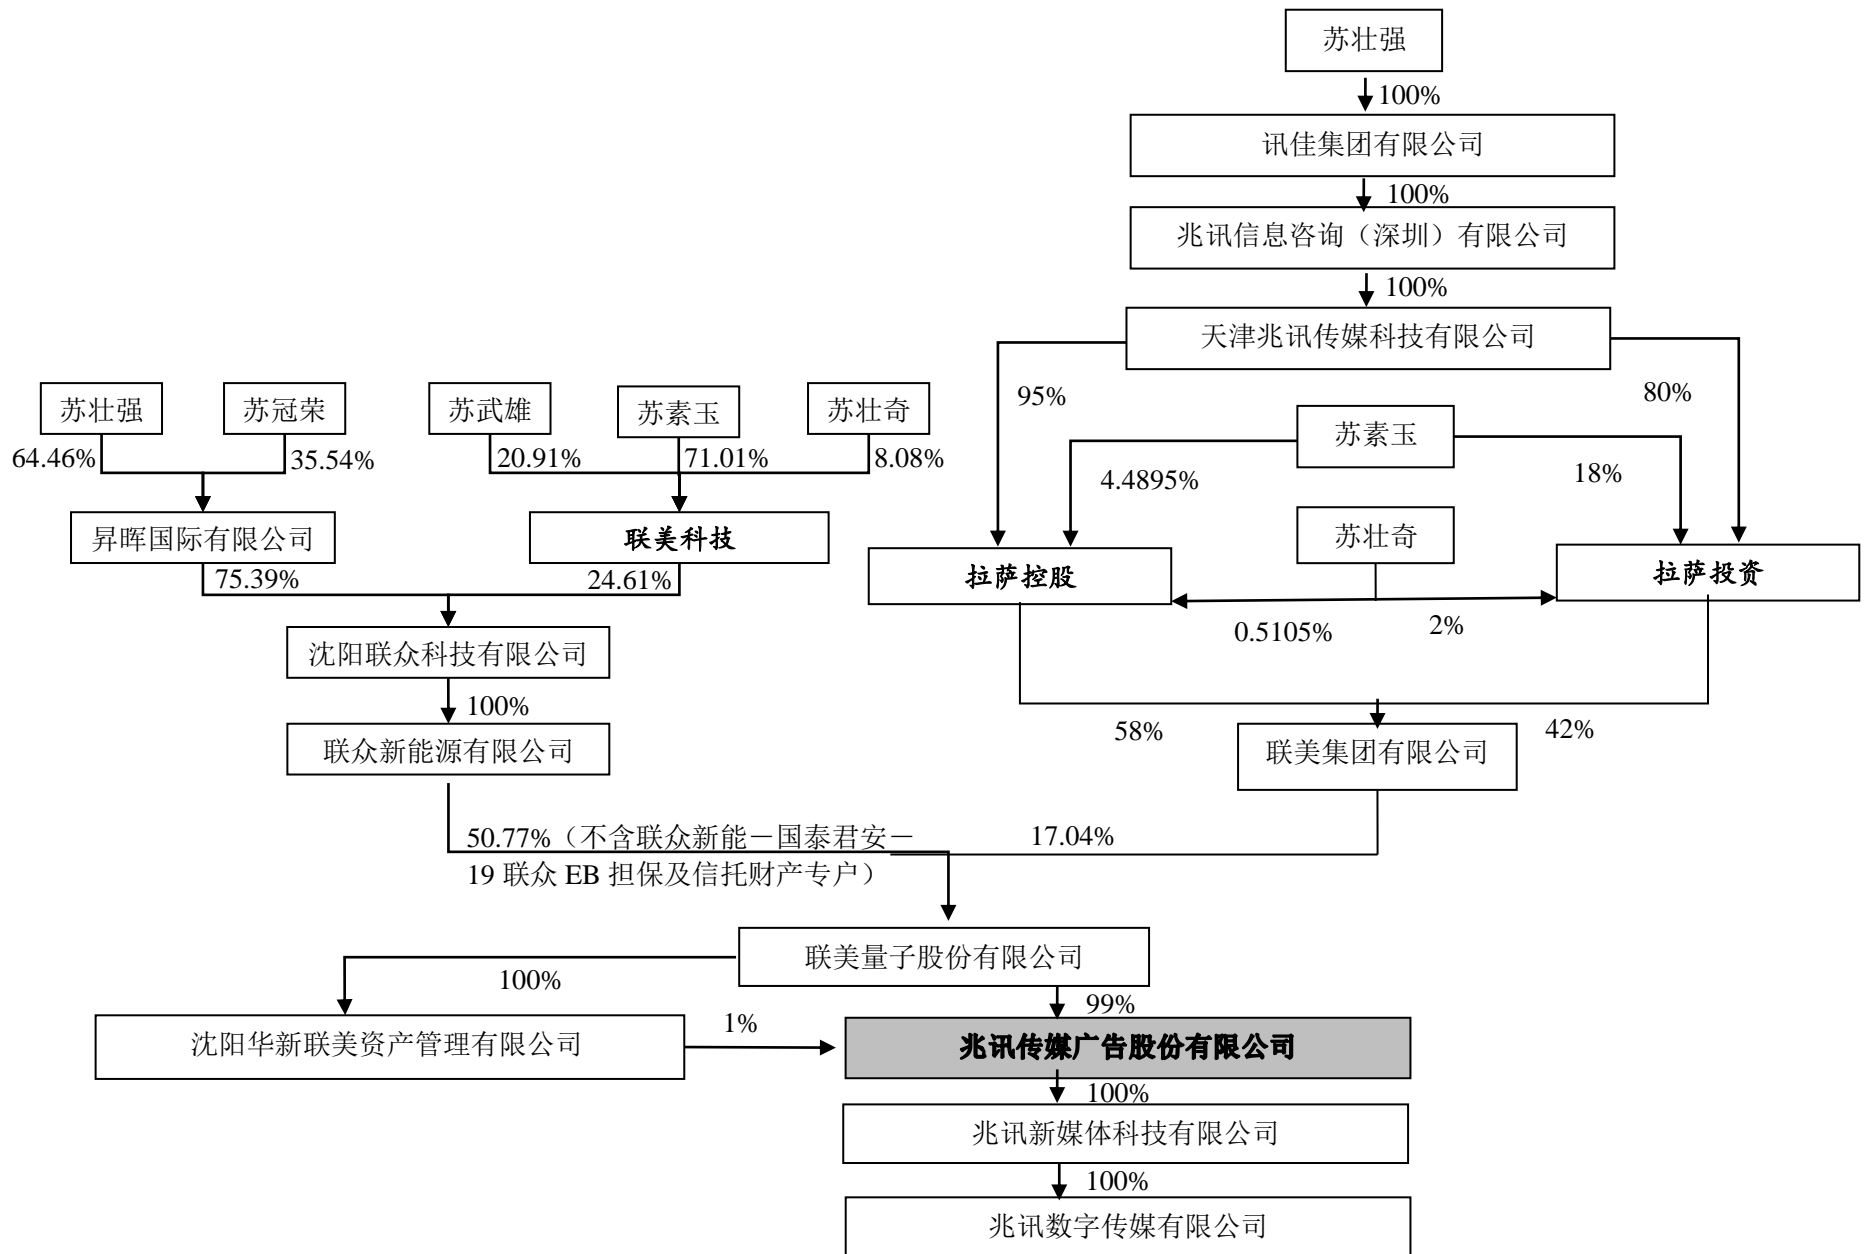 苏壮强
100%
讯佳集团有限公司
100%
兆讯信息咨询（深圳）有限公司
100%
天津兆讯传媒科技有限公司
95%
80%
苏素玉
4.4895%
18%
苏壮奇
拉萨控股
拉萨投资
0.5105%
2%
58%
42%
联美集团有限公司
17.04%
苏壮强
苏冠荣
苏武雄
苏素玉
苏壮奇
64.46%
35.54%
20.91%
71.01%
8.08%
昇晖国际有限公司
联美科技
75.39%
24.61%
沈阳联众科技有限公司
100%
联众新能源有限公司
50.77%（不含联众新能－国泰君安－
19 联众 EB 担保及信托财产专户）
联美量子股份有限公司
100%
99%
沈阳华新联美资产管理有限公司
1%
兆讯传媒广告股份有限公司
100%
兆讯新媒体科技有限公司
100%
兆讯数字传媒有限公司